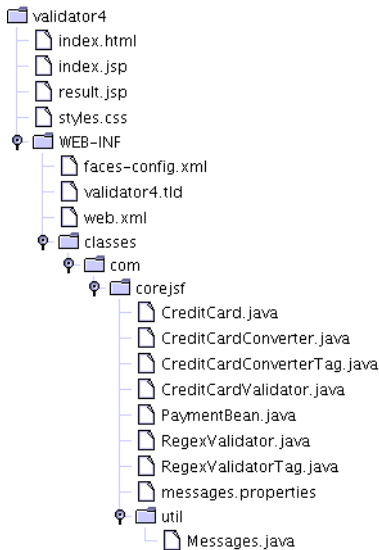 validator4
index.html
index.jsp
result.jsp
styles.css
WEB-INF
faces-config.xml
validator4.tld
web.xml
classes
com
corejsf
CreditCard.java
CreditCardConverter.java
CreditCardConverterTag.java
CreditCardValidator.java
PaymentBean.java
RegexValidator.java
RegexValidatorTag.java
messages.properties
util
Messages.java